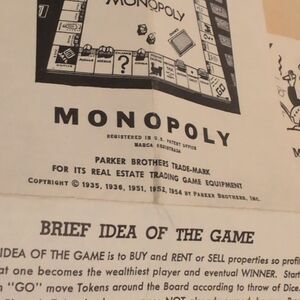 MONOPOLY
MONOPOLY
REGISTERED IN U.S. PATENT OFFICE
MARCA REGISTRADA
PARKER BROTHERS TRADE-MARK
FOR ITS REAL ESTATE TRADING GAME EQUIPMENT
COPYRIGHT © 1935, 1936, 1951, 1952, 1954 BY PARKER BROTHERS, INC.
BRIEF IDEA OF THE GAME
IDEA OF THE GAME is to BUY and RENT or SELL properties so profit
at one becomes the wealthiest player and eventual WINNER. Start
"GO" move Tokens around the Board according to throw of Dice.